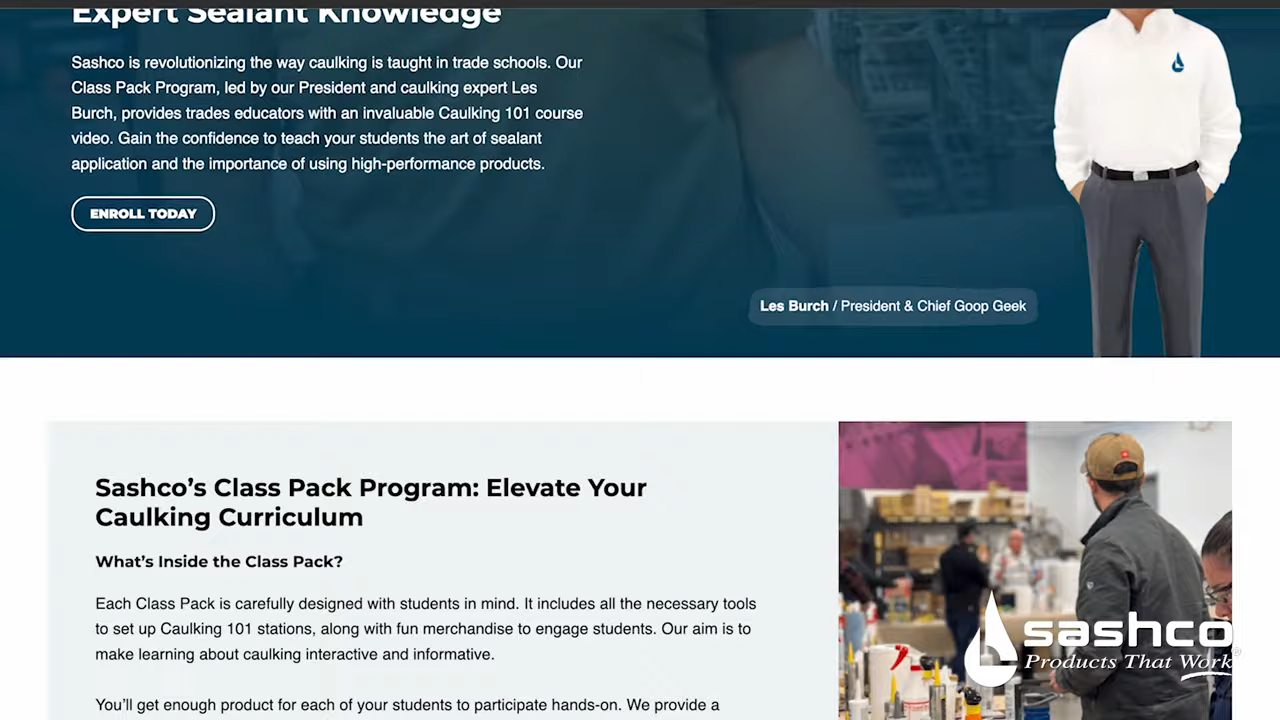 Expert Sealant Knowledge
Sashco is revolutionizing the way caulking is taught in trade schools. Our
Class Pack Program, led by our President and caulking expert Les
Burch, provides trades educators with an invaluable Caulking 101 course
video. Gain the confidence to teach your students the art of sealant
application and the importance of using high-performance products.
ENROLL TODAY
Les Burch / President & Chief Goop Geek
Sashco’s Class Pack Program: Elevate Your
Caulking Curriculum
What’s Inside the Class Pack?
Each Class Pack is carefully designed with students in mind. It includes all the necessary tools
to set up Caulking 101 stations, along with fun merchandise to engage students. Our aim is to
make learning about caulking interactive and informative.
You’ll get enough product for each of your students to participate hands-on. We provide a
sashco®
Products That Work